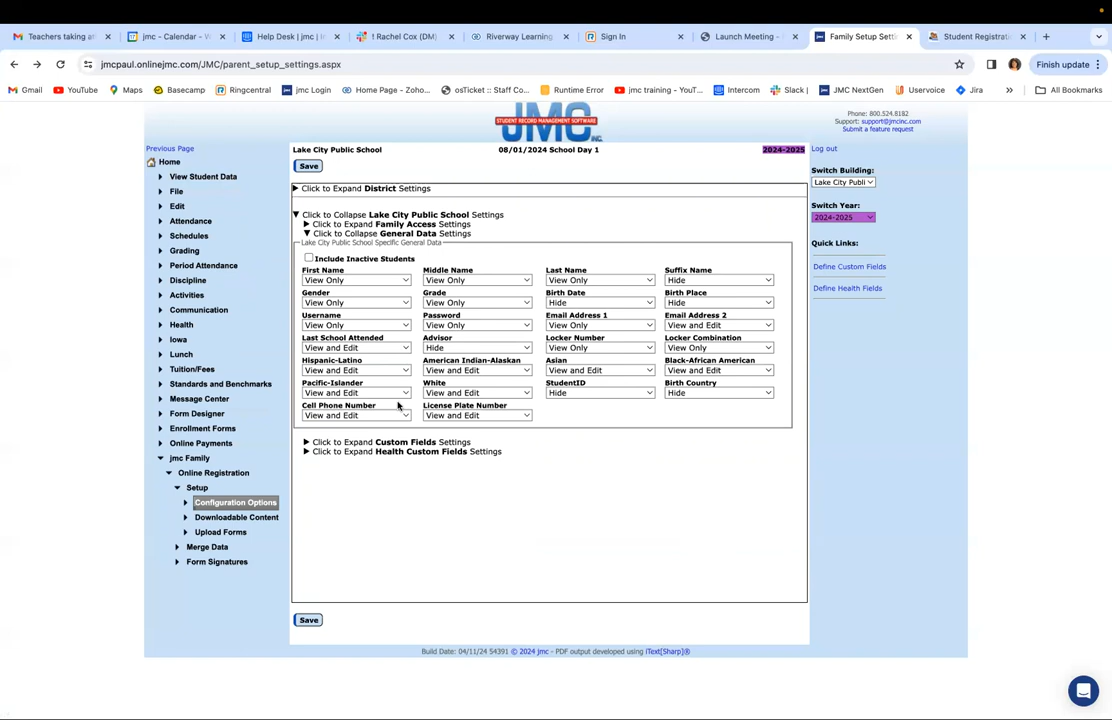 Teachers taking an
jmc - Calendar - W
Help Desk | jmc | In
! Rachel Cox (DM)
Riverway Learning
Sign In
Launch Meeting -
Family Setup Setti
Student Registratio
jmcpaul.onlinejmc.com/JMC/parent_setup_settings.aspx
Finish update
Gmail
YouTube
Maps
Basecamp
Ringcentral
jmc Login
Home Page - Zoho...
osTicket :: Staff Co...
Runtime Error
jmc training - YouT...
Intercom
Slack |
JMC NextGen
Uservoice
Jira
»
All Bookmarks
STUDENT RECORD MANAGEMENT SOFTWARE
JMC INC.
Phone: 800.524.8182
Support: support@jmcinc.com
Submit a feature request
Previous Page
Home
View Student Data
File
Edit
Attendance
Schedules
Grading
Period Attendance
Discipline
Activities
Communication
Health
Iowa
Lunch
Tuition/Fees
Standards and Benchmarks
Message Center
Form Designer
Enrollment Forms
Online Payments
jmc Family
Online Registration
Setup
Configuration Options
Downloadable Content
Upload Forms
Merge Data
Form Signatures
Lake City Public School 08/01/2024 School Day 1 2024-2025
Save
Click to Expand District Settings
Click to Collapse Lake City Public School Settings
Click to Expand Family Access Settings
Click to Collapse General Data Settings
Lake City Public School Specific General Data
Include Inactive Students
First Name Middle Name Last Name Suffix Name
View Only View Only View Only Hide
Gender Grade Birth Date Birth Place
View Only View Only Hide Hide
Username Password Email Address 1 Email Address 2
View Only View Only View Only View and Edit
Last School Attended Advisor Locker Number Locker Combination
View and Edit Hide View Only View Only
Hispanic-Latino American Indian-Alaskan Asian Black-African American
View and Edit View and Edit View and Edit View and Edit
Pacific-Islander White StudentID Birth Country
View and Edit View and Edit Hide Hide
Cell Phone Number License Plate Number
View and Edit View and Edit
Click to Expand Custom Fields Settings
Click to Expand Health Custom Fields Settings
Save
Log out
Switch Building:
Lake City Publi
Switch Year:
2024-2025
Quick Links:
Define Custom Fields
Define Health Fields
Build Date: 04/11/24 54391 © 2024 jmc - PDF output developed using iText[Sharp]®